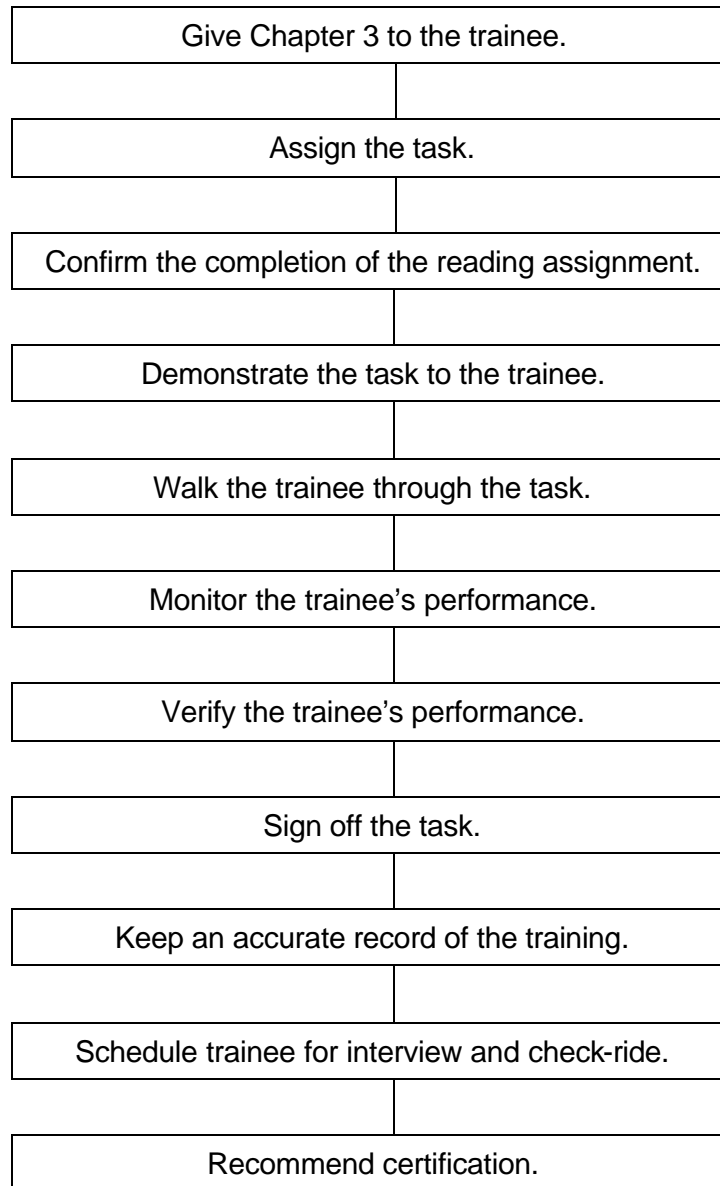 Give Chapter 3 to the trainee.
Assign the task.
Confirm the completion of the reading assignment.
Demonstrate the task to the trainee.
Walk the trainee through the task.
Monitor the trainee’s performance.
Verify the trainee’s performance.
Sign off the task.
Keep an accurate record of the training.
Schedule trainee for interview and check-ride.
Recommend certification.